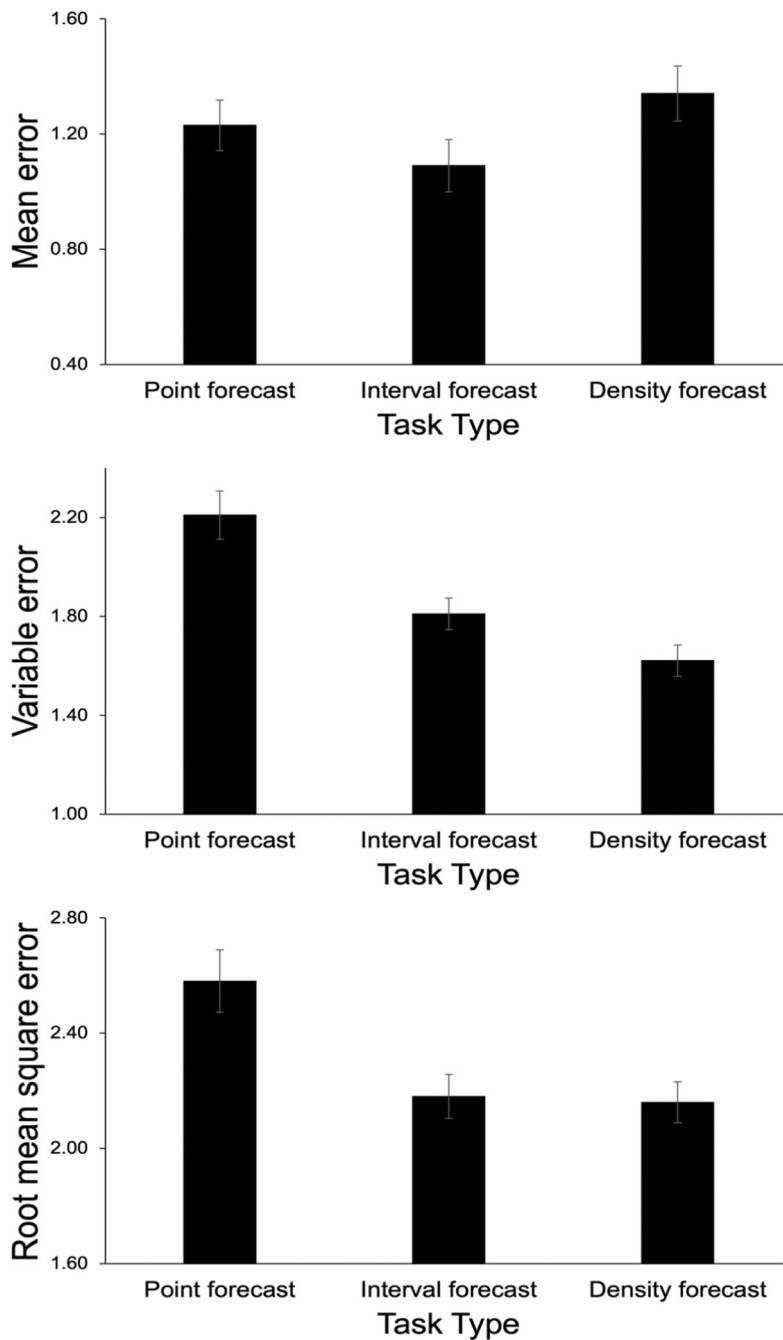 Mean error
1.60
1.20
0.80
0.40
Point forecast Interval forecast Density forecast
Task Type
Variable error
2.20
1.80
1.40
1.00
Point forecast Interval forecast Density forecast
Task Type
Root mean square error
2.80
2.40
2.00
1.60
Point forecast Interval forecast Density forecast
Task Type